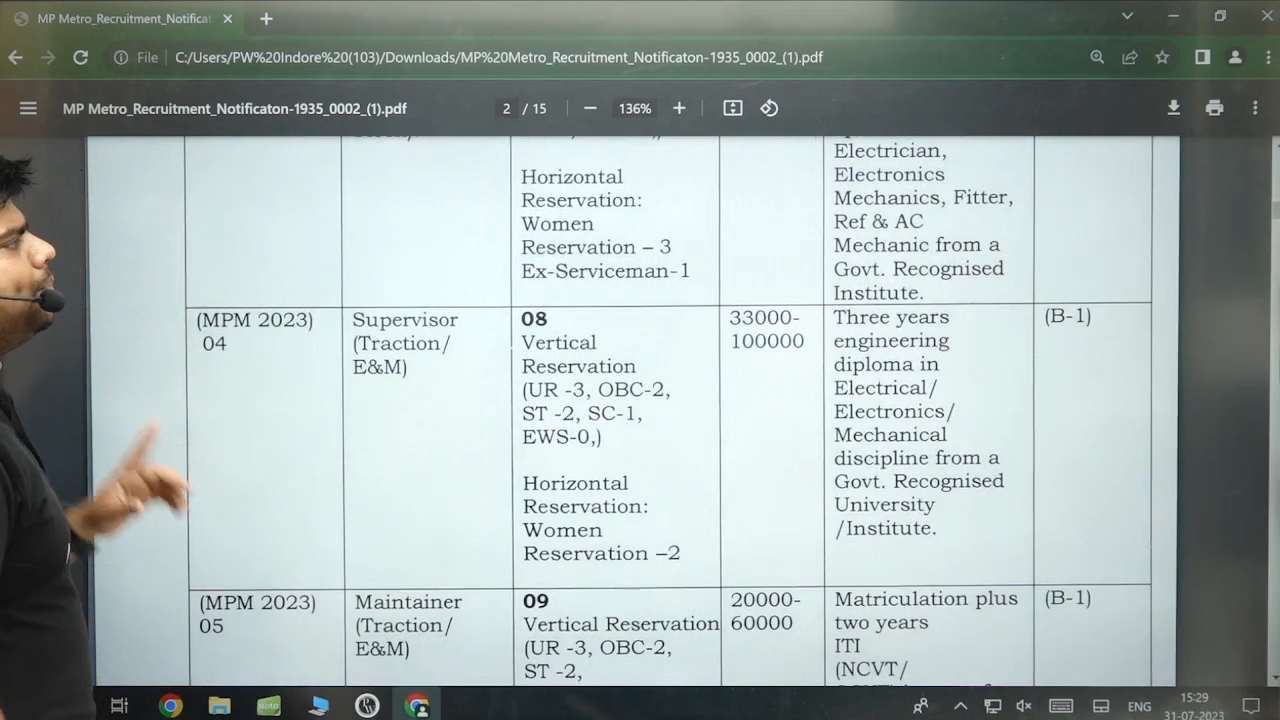 MP Metro_Recruitment_Notificat
File C:/Users/PW%20Indore%20(103)/Downloads/MP%20Metro_Recruitment_Notificaton-1935_0002_(1).pdf
MP Metro_Recruitment_Notificaton-1935_0002_(1).pdf
2 / 15
136%
Horizontal
Reservation:
Women
Reservation – 3
Ex-Serviceman-1
Electrician,
Electronics
Mechanics, Fitter,
Ref & AC
Mechanic from a
Govt. Recognised
Institute.
(MPM 2023)
04
Supervisor
(Traction/
E&M)
08
Vertical
Reservation
(UR -3, OBC-2,
ST -2, SC-1,
EWS-0,)
Horizontal
Reservation:
Women
Reservation –2
33000-
100000
Three years
engineering
diploma in
Electrical/
Electronics/
Mechanical
discipline from a
Govt. Recognised
University
/Institute.
(B-1)
(MPM 2023)
05
Maintainer
(Traction/
E&M)
09
Vertical Reservation
(UR -3, OBC-2,
ST -2,
20000-
60000
Matriculation plus
two years
ITI
(NCVT/
(B-1)
Note
ENG
15:29
31-07-2023